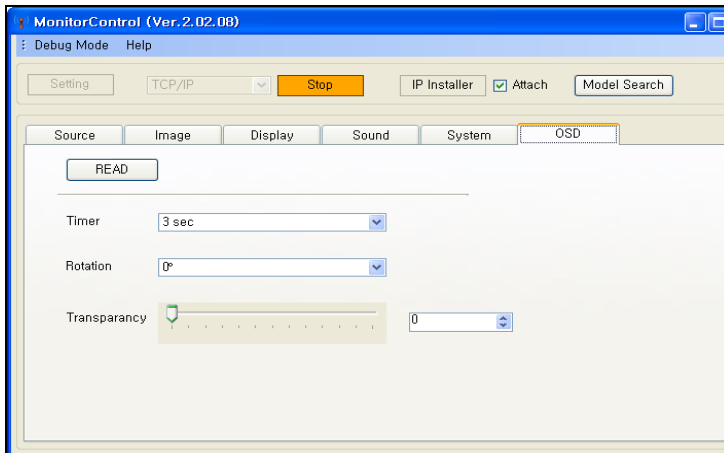 MonitorControl (Ver.2.02.08)
Debug Mode Help
Setting TCP/IP Stop IP Installer Attach Model Search
Source Image Display Sound System OSD
READ
Timer 3 sec
Rotation 0º
Transparancy 0